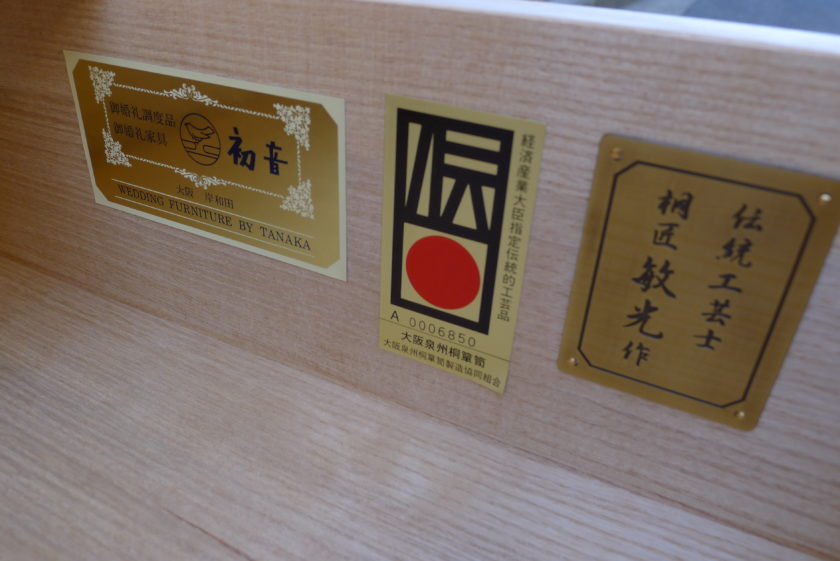 御婚礼調度品
御婚礼家具
初音
大阪 岸和田
WEDDING FURNITURE BY TANAKA
伝
経済産業大臣指定伝統的工芸品
A 0006850
大阪泉州桐簞笥
大阪泉州桐簞笥製造協同組合
伝統工芸士
桐匠敏光作